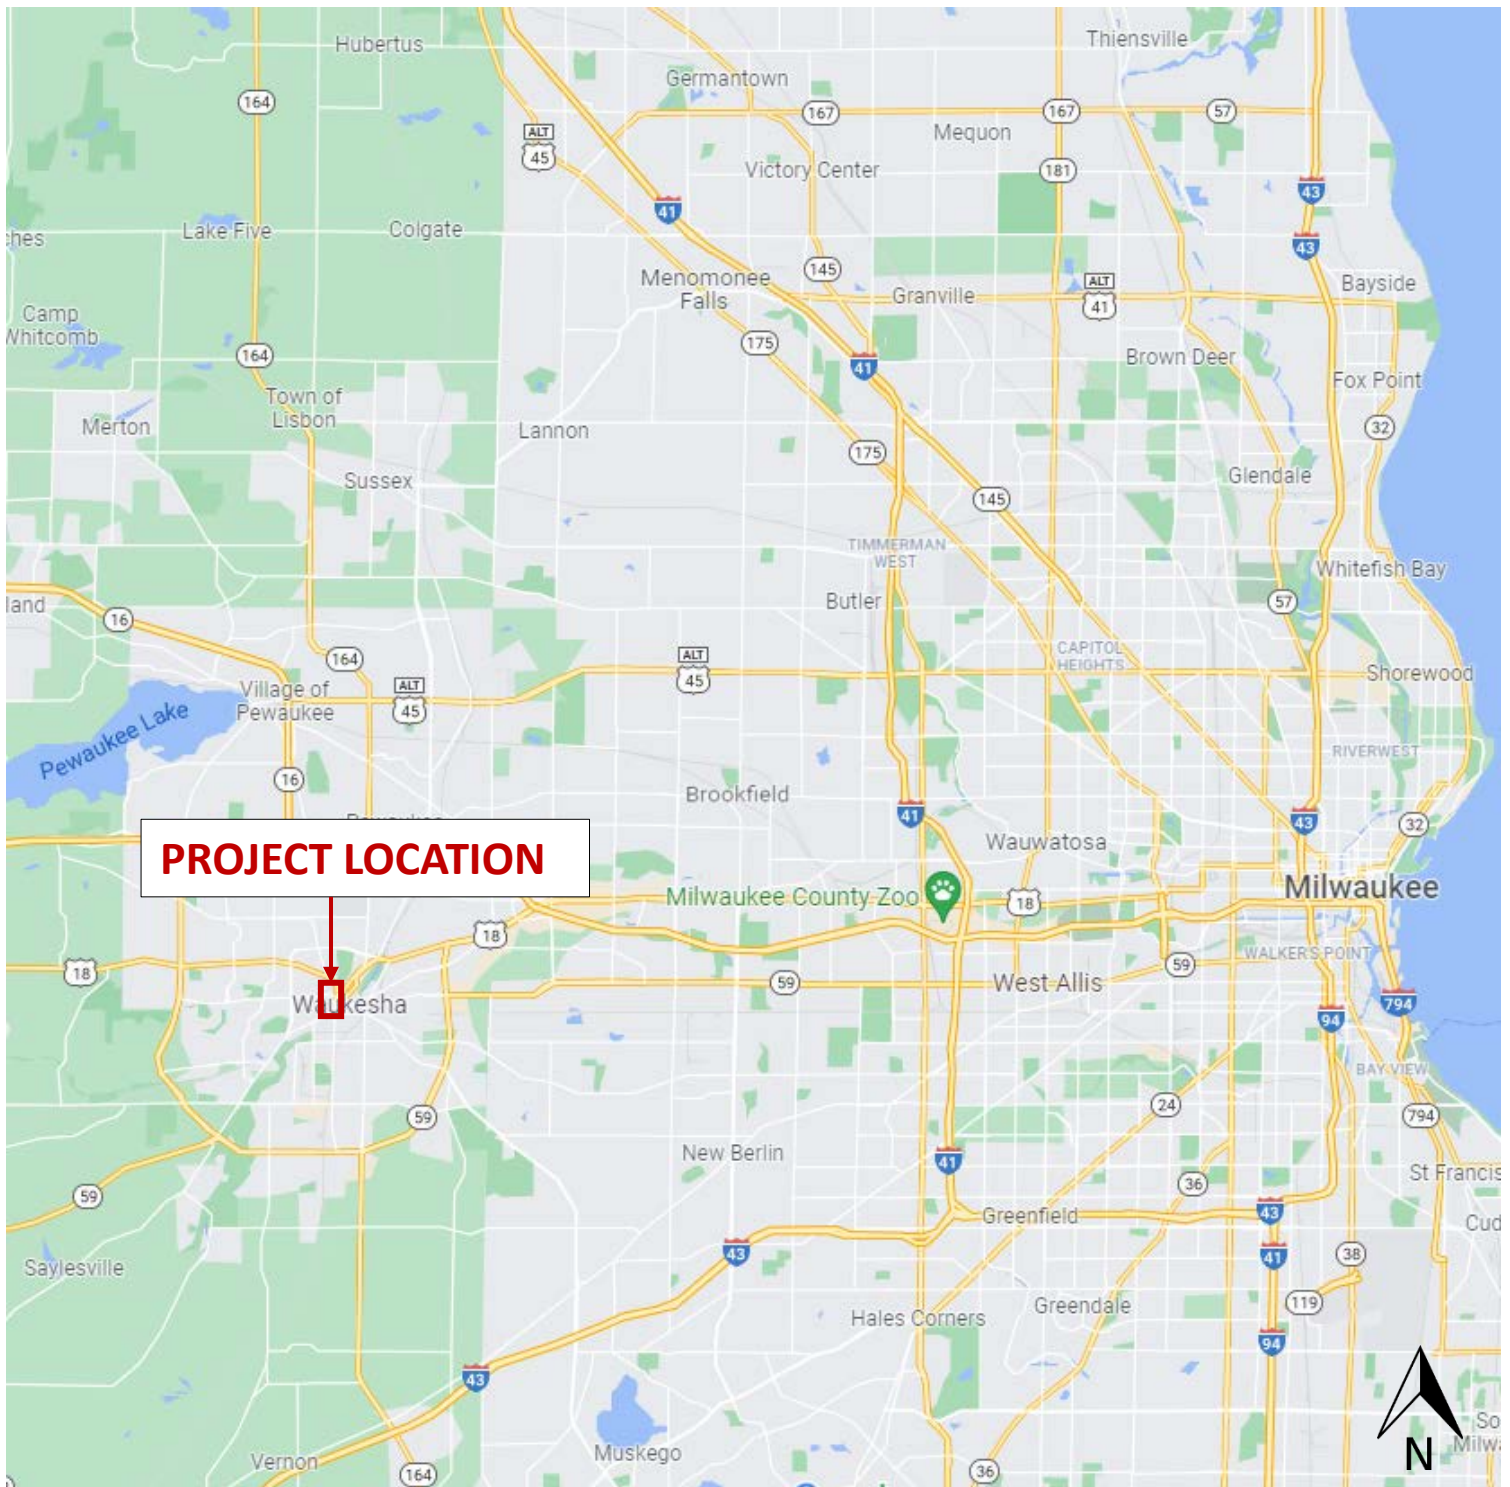 Hubertus
Thiensville
Germantown
164
167
167
57
ALT
45
Mequon
Victory Center
181
41
43
ches
Lake Five
Colgate
43
Menomonee
Falls
145
Granville
ALT
41
Bayside
Camp
Whitcomb
164
175
41
Brown Deer
Fox Point
Town of
Lisbon
Merton
Lannon
32
175
Sussex
Glendale
145
TIMMERMAN
WEST
Whitefish Bay
land
16
Butler
57
164
ALT
45
CAPITOL
HEIGHTS
Shorewood
Village of
Pewaukee
ALT
45
Pewaukee Lake
16
RIVERWEST
Brookfield
41
43
32
Wauwatosa
PROJECT LOCATION
Milwaukee County Zoo
18
Milwaukee
18
18
59
WALKER'S POINT
59
West Allis
Waukesha
794
94
BAY VIEW
59
24
794
New Berlin
41
36
St Francis
59
43
Greenfield
Cud
43
41
38
Saylesville
119
Greendale
Hales Corners
94
43
Muskego
Vernon
164
36
So
Milwa
N